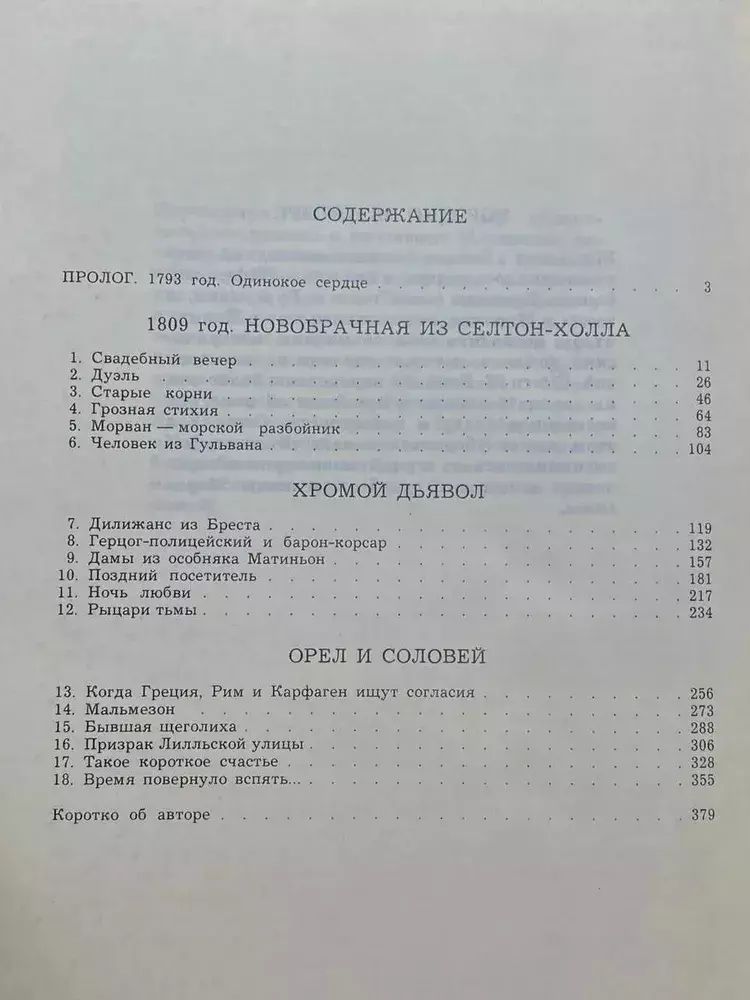 СОДЕРЖАНИЕ
ПРОЛОГ. 1793 год. Одинокое сердце . . . . . . . . . . . . . . . 3
1809 год. НОВОБРАЧНАЯ ИЗ СЕЛТОН-ХОЛЛА
1. Свадебный вечер . . . . . . . . . . . . . . . . . . . . 11
2. Дуэль . . . . . . . . . . . . . . . . . . . . 26
3. Старые корни . . . . . . . . . . . . . . . . . . . . 46
4. Грозная стихия . . . . . . . . . . . . . . . . . . . . 64
5. Морван — морской разбойник . . . . . . . . . . . . . . . 83
6. Человек из Гульвана . . . . . . . . . . . . . . . . . . . 104
ХРОМОЙ ДЬЯВОЛ
7. Дилижанс из Бреста . . . . . . . . . . . . . . . . . . . 119
8. Герцог-полицейский и барон-корсар . . . . . . . . . . . . . 132
9. Дамы из особняка Матиньон . . . . . . . . . . . . . . . . 157
10. Поздний посетитель . . . . . . . . . . . . . . . . . . . 181
11. Ночь любви . . . . . . . . . . . . . . . . . . . . 217
12. Рыцари тьмы . . . . . . . . . . . . . . . . . . . . 234
ОРЕЛ И СОЛОВЕЙ
13. Когда Греция, Рим и Карфаген ищут согласия . . . . . . . . . 256
14. Мальмезон . . . . . . . . . . . . . . . . . . . . 273
15. Бывшая щеголиха . . . . . . . . . . . . . . . . . . . . 288
16. Призрак Лилльской улицы . . . . . . . . . . . . . . . . . 306
17. Такое короткое счастье . . . . . . . . . . . . . . . . . . 328
18. Время повернуло вспять... . . . . . . . . . . . . . . . . . 355
Коротко об авторе . . . . . . . . . . . . . . . . . . . . 379